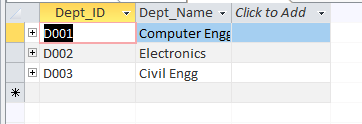 Dept_ID Dept_Name Click to Add
D001 Computer Engg
D002 Electronics
D003 Civil Engg